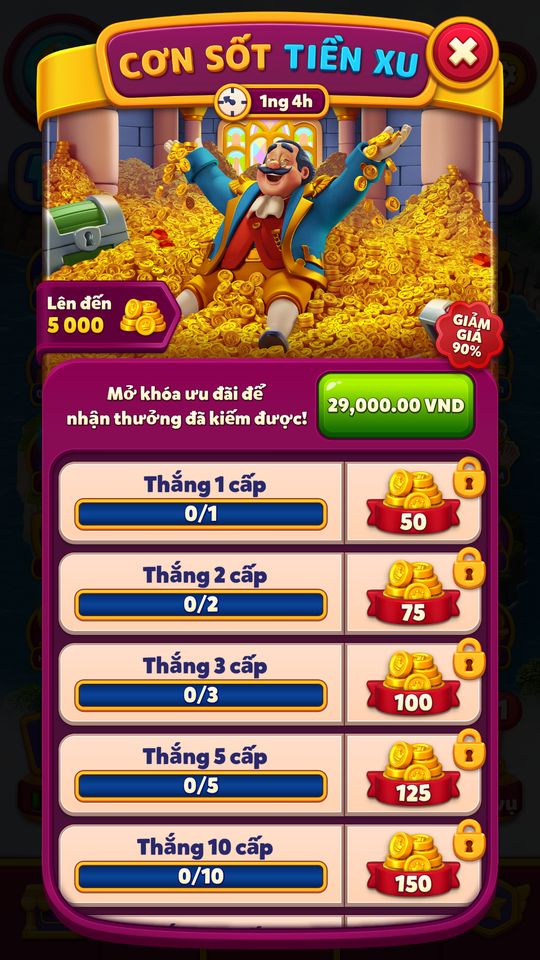 CƠN SỐT TIỀN XU
1ng 4h
Lên đến
5 000
GIẢM
GIÁ
90%
Mở khóa ưu đãi để
nhận thưởng đã kiếm được!
29,000.00 VND
Thắng 1 cấp
0/1
50
Thắng 2 cấp
0/2
75
Thắng 3 cấp
0/3
100
Thắng 5 cấp
0/5
125
Thắng 10 cấp
0/10
150